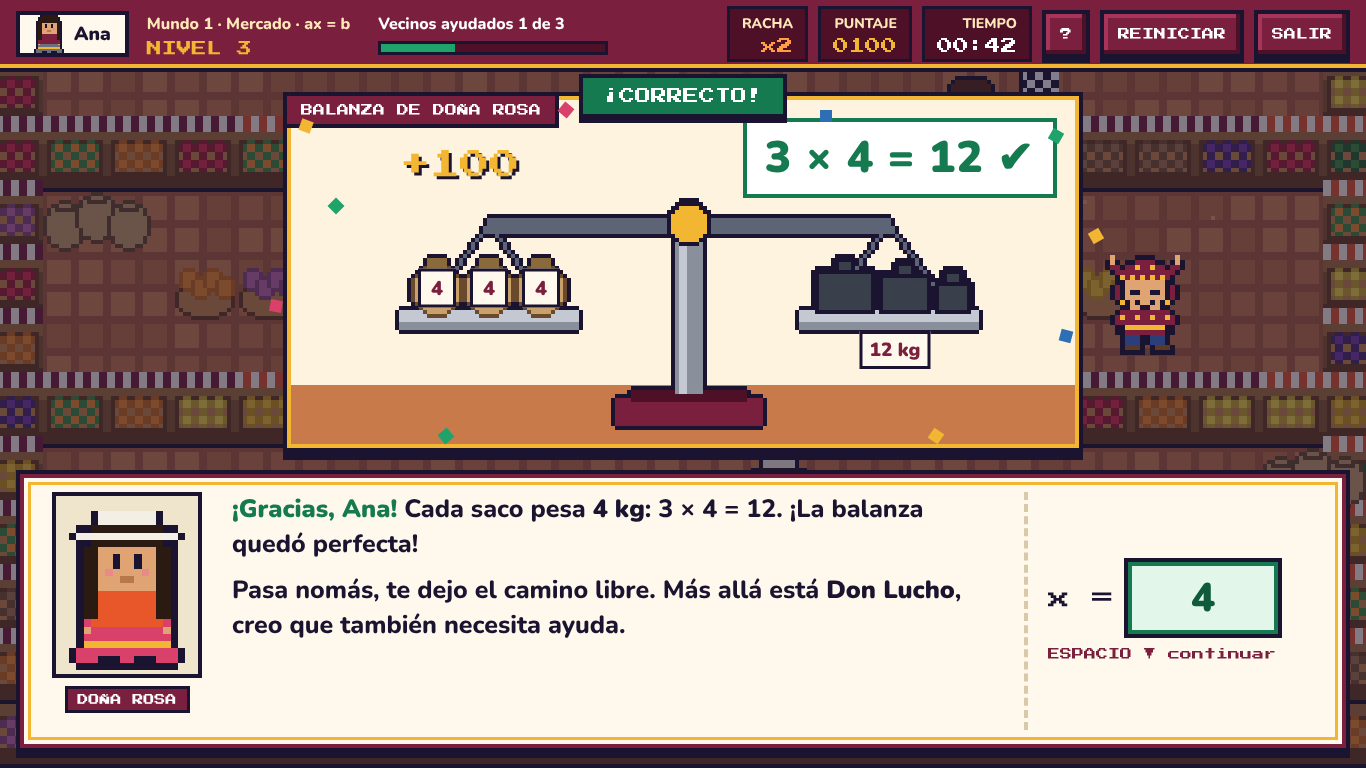 Ana
Mundo 1 · Mercado · ax = b
NIVEL 3
Vecinos ayudados 1 de 3
RACHA
x2
PUNTAJE
0100
TIEMPO
00:42
?
REINICIAR
SALIR
BALANZA DE DOÑA ROSA
¡CORRECTO!
+100
3 × 4 = 12 ✔
4 4 4
12 kg
¡Gracias, Ana! Cada saco pesa 4 kg: 3 × 4 = 12. ¡La balanza
quedó perfecta!
Pasa nomás, te dejo el camino libre. Más allá está Don Lucho,
creo que también necesita ayuda.
DOÑA ROSA
x = 4
ESPACIO ▼ continuar